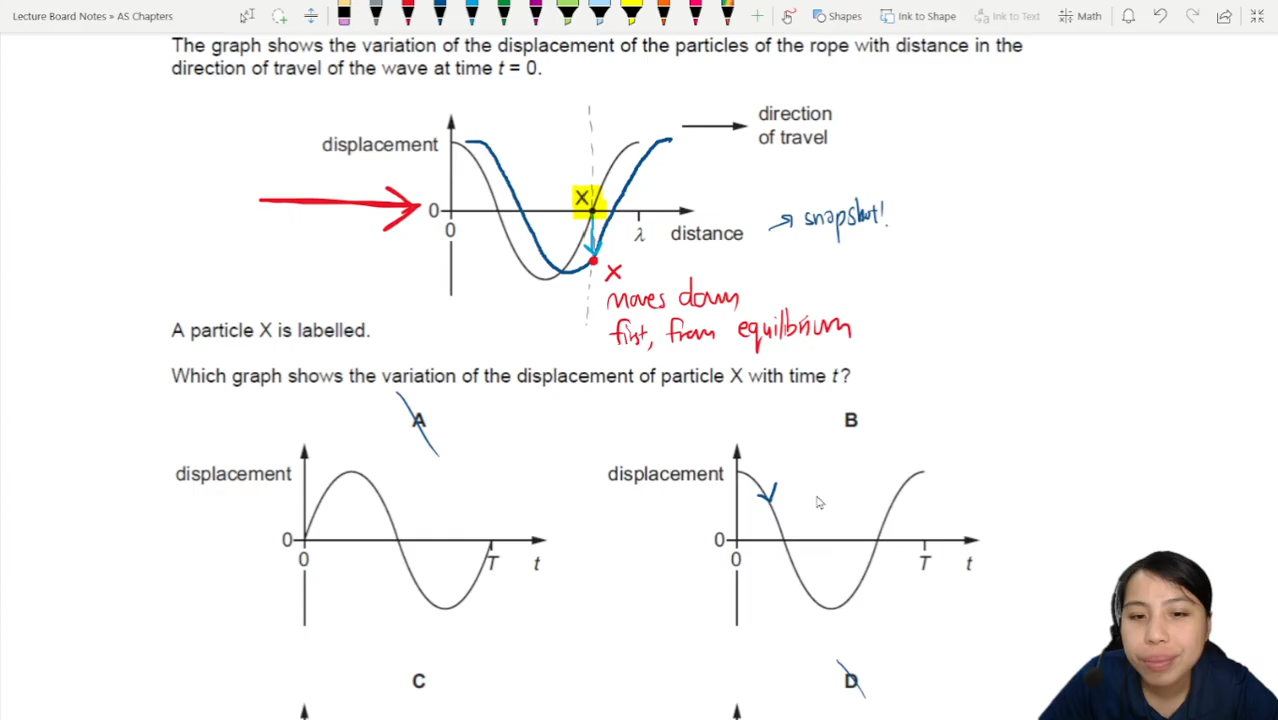 Lecture Board Notes » AS Chapters
Shapes
Ink to Shape
Ink to Text
Math
The graph shows the variation of the displacement of the particles of the rope with distance in the
direction of travel of the wave at time t = 0.
direction
of travel
displacement
X
0
0
λ
distance
→ snapshot!
X
moves down
first, from equilibrium
A particle X is labelled.
Which graph shows the variation of the displacement of particle X with time t?
A
B
displacement
displacement
0
0
0
T
t
0
T
t
C
D